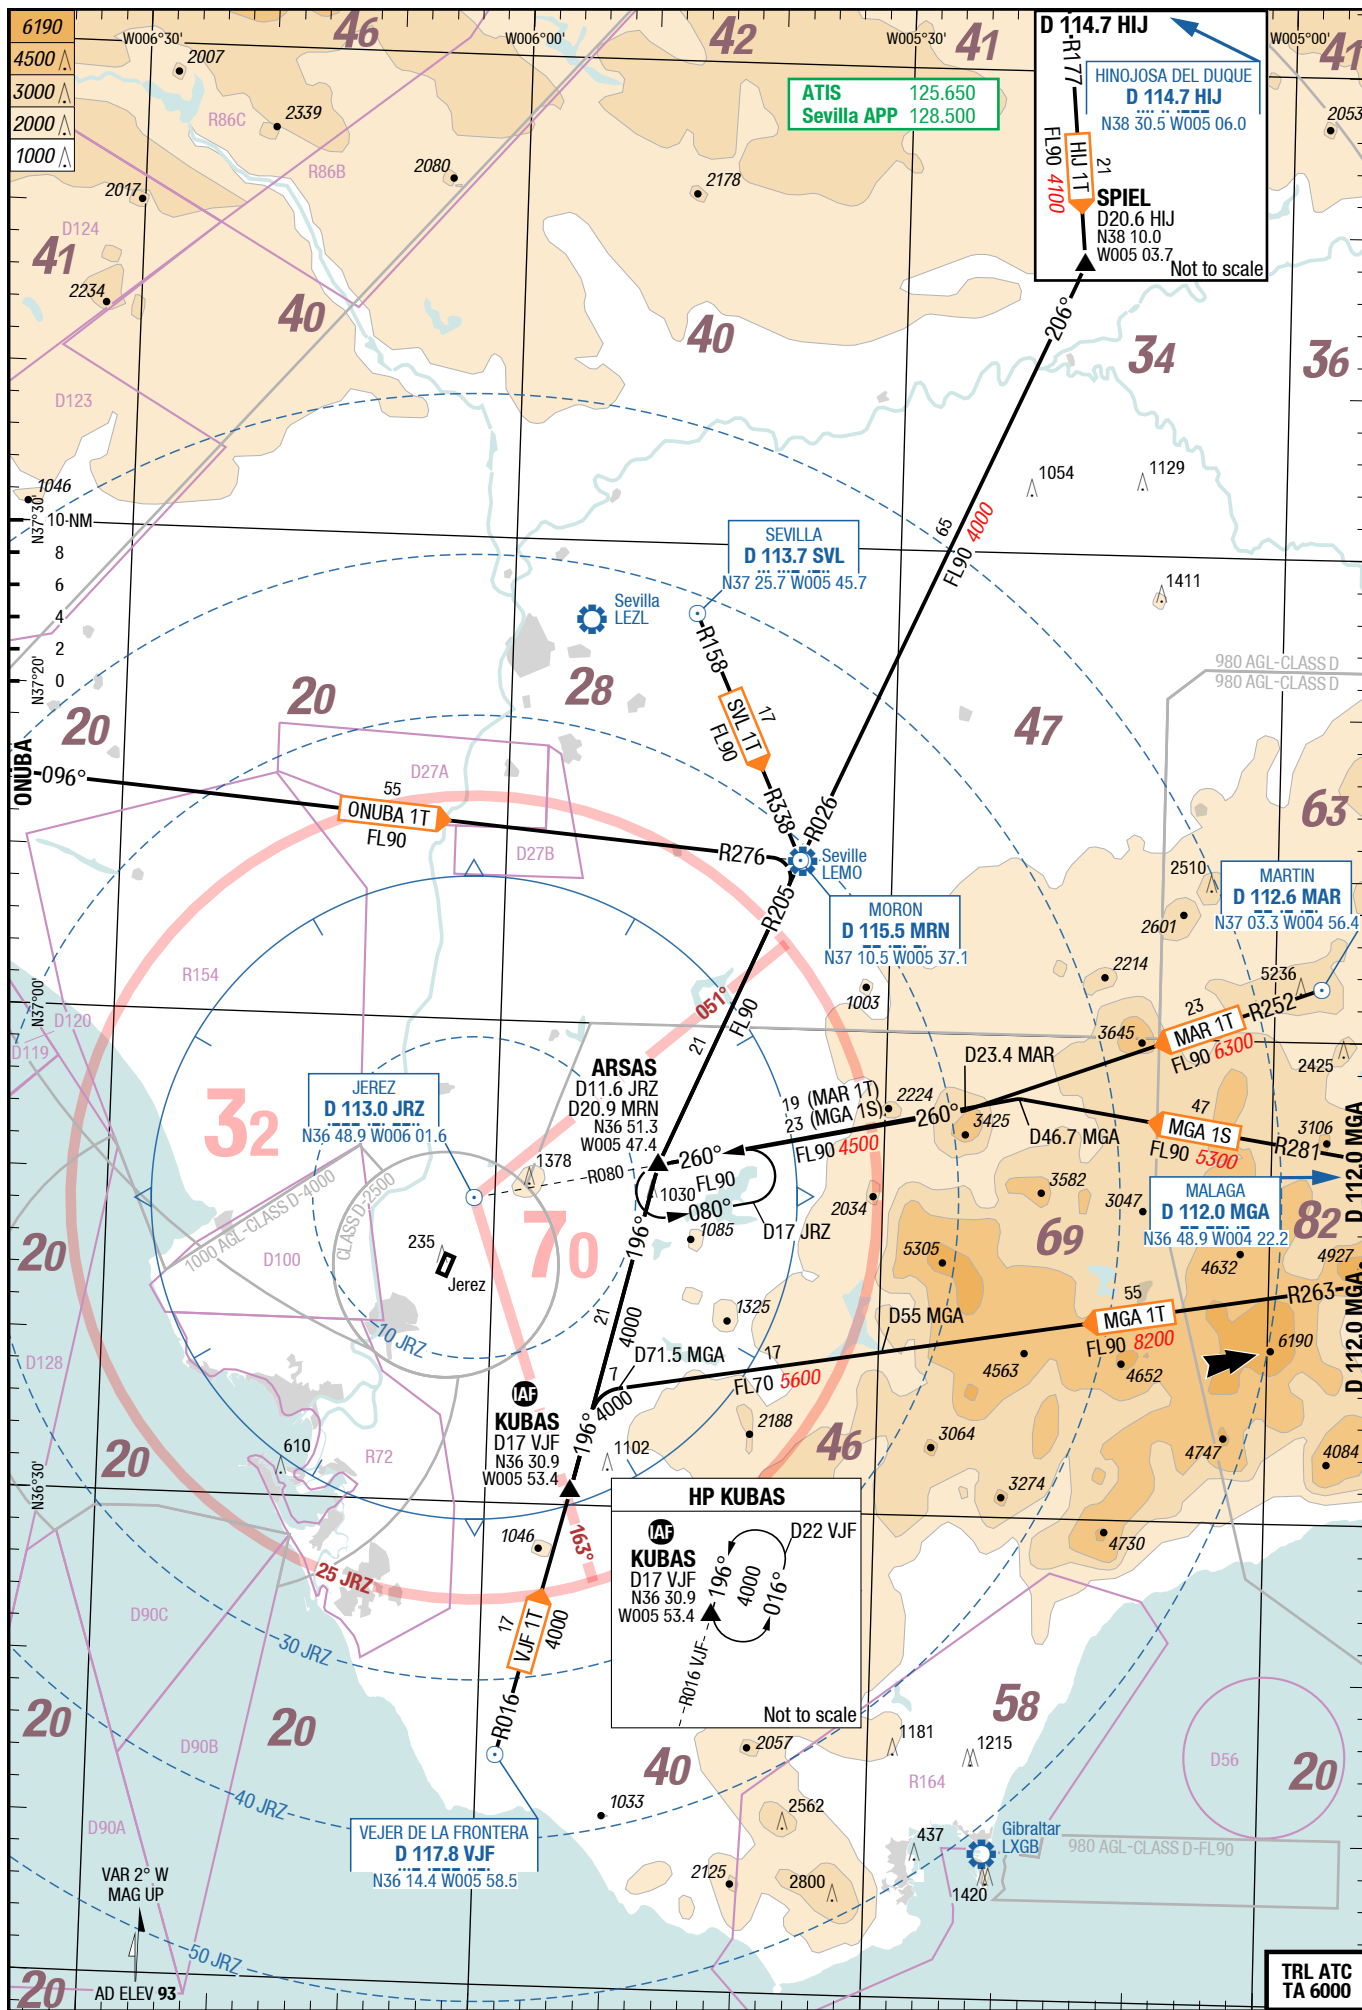 6190
4500
3000
2000
1000
W006°30'
W006°00'
W005°30'
W005°00'
46
42
41
41
2007
2339
2080
2017
2178
2053
R86C
R86B
D124
41
2234
40
40
34
36
D123
1046
ATIS 125.650
Sevilla APP 128.500
D 114.7 HIJ
R177
HINOJOSA DEL DUQUE
D 114.7 HIJ
N38 30.5 W005 06.0
HIJ 1T
21
FL90 4100
SPIEL
D20.6 HIJ
N38 10.0
W005 03.7
Not to scale
206°
65
FL90 4000
1054
1129
1411
N37°30'
10 NM
8
6
4
2
0
N37°20'
SEVILLA
D 113.7 SVL
N37 25.7 W005 45.7
Sevilla
LEZL
R158
SVL 1T
17
FL90
R338
R026
28
20
20
47
63
980 AGL-CLASS D
980 AGL-CLASS D
ONUBA
096°
55
ONUBA 1T
FL90
R276
D27A
D27B
Seville
LEMO
R205
MORON
D 115.5 MRN
N37 10.5 W005 37.1
2510
2601
MARTIN
D 112.6 MAR
N37 03.3 W004 56.4
R154
N37°00'
D120
D119
1003
2214
5236
051°
FL90
21
3645
23
MAR 1T
R252
FL90 6300
2425
32
JEREZ
D 113.0 JRZ
N36 48.9 W006 01.6
ARSAS
D11.6 JRZ
D20.9 MRN
N36 51.3
W005 47.4
D23.4 MAR
19 (MAR 1T)
23 (MGA 1S)
2224
260°
3425
FL90 4500
D46.7 MGA
47
MGA 1S
FL90 5300
R281
3106
D 112.0 MGA
1378
R080
260°
FL90
1030
080°
D17 JRZ
1085
2034
3582
3047
MALAGA
D 112.0 MGA
N36 48.9 W004 22.2
82
69
70
1000 AGL-CLASS D-4000
CLASS D-2500
D100
235
Jerez
20
196°
21
4000
5305
4632
4927
1325
D55 MGA
55
MGA 1T
R263
FL90 8200
D 112.0 MGA
6190
4563
4652
10 JRZ
D128
D71.5 MGA
7
4000
17
FL70 5600
IAF
KUBAS
D17 VJF
N36 30.9
W005 53.4
196°
2188
3064
4747
4084
46
20
610
R72
1102
N36°30'
3274
4730
HP KUBAS
IAF
KUBAS
D17 VJF
N36 30.9
W005 53.4
D22 VJF
196°
4000
016°
R016 VJF
Not to scale
1046
163°
25 JRZ
17
VJF 1T
4000
R016
D90C
30 JRZ
20
20
D90B
40 JRZ
D90A
58
2057
1181
1215
R164
D56
20
40
1033
2562
VEJER DE LA FRONTERA
D 117.8 VJF
N36 14.4 W005 58.5
437
Gibraltar
LXGB
980 AGL-CLASS D-FL90
2125
2800
1420
VAR 2° W
MAG UP
50 JRZ
20
AD ELEV 93
TRL ATC
TA 6000